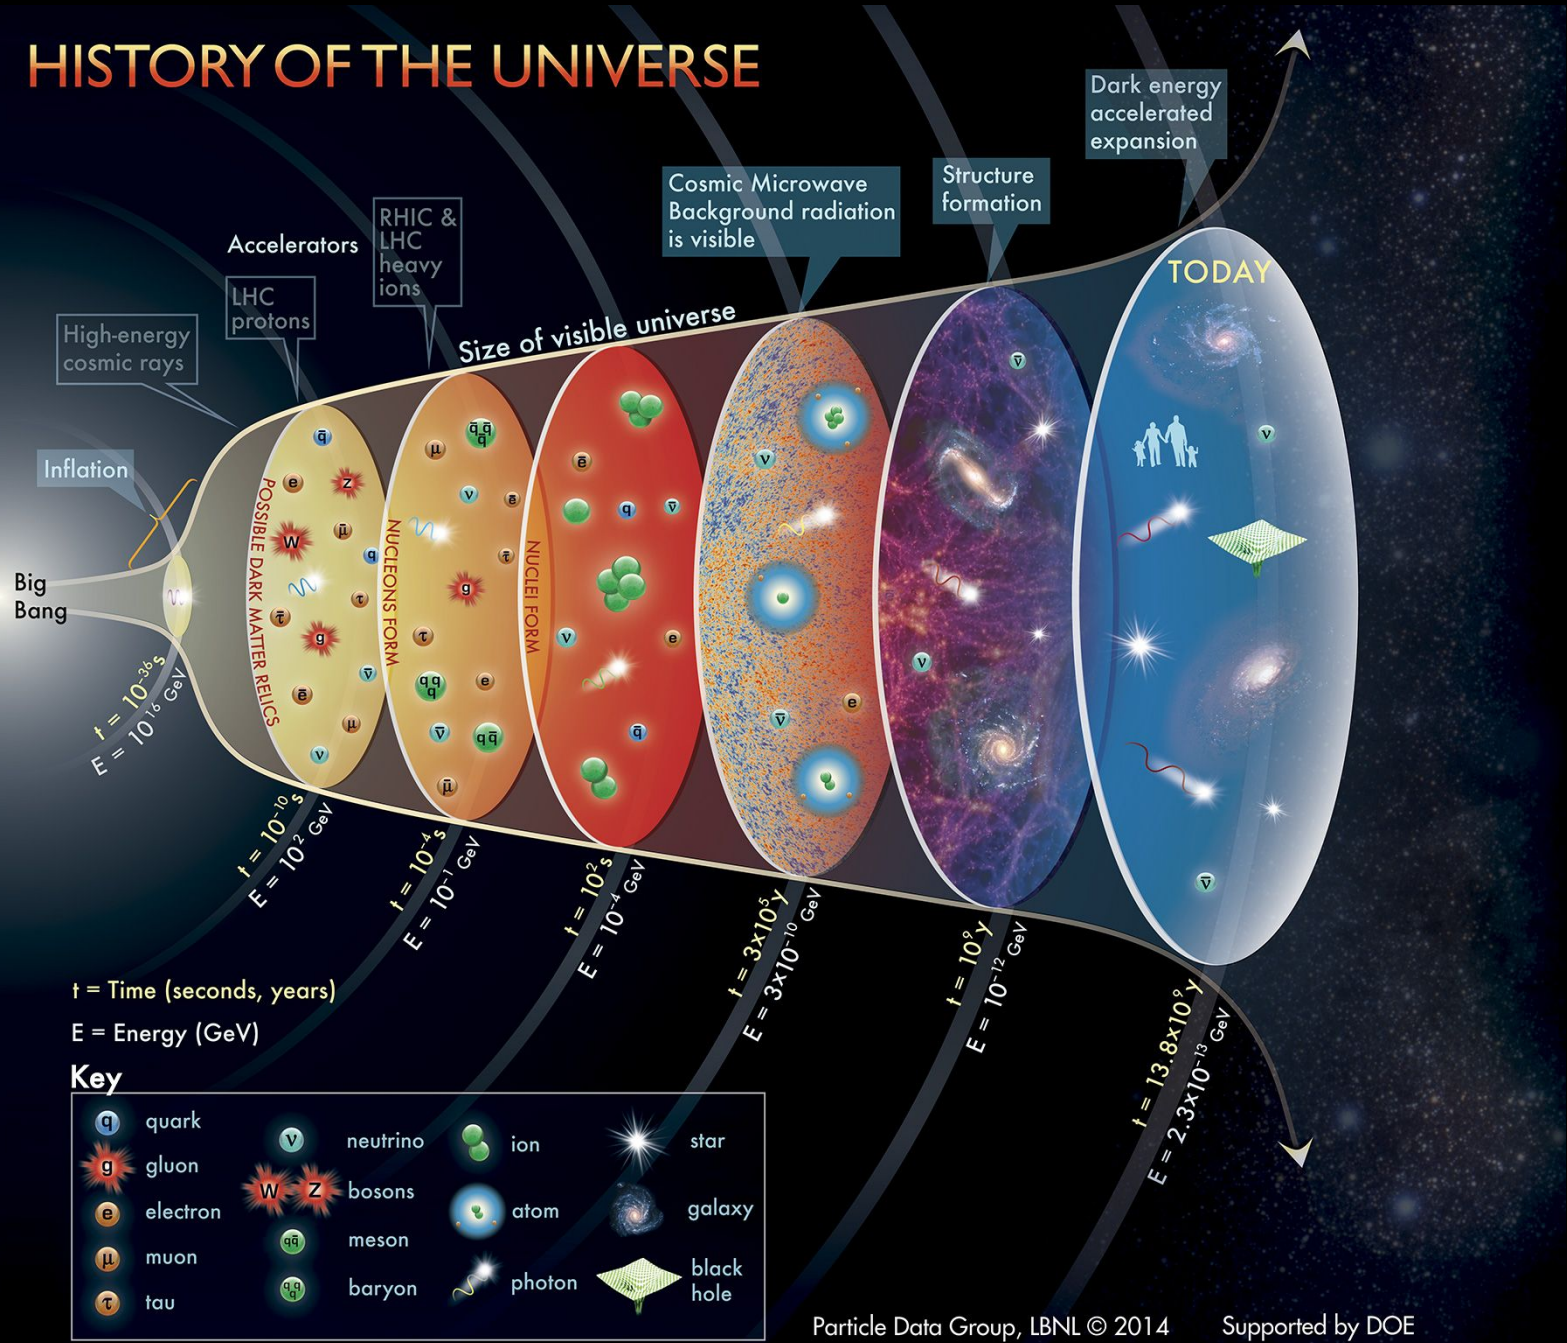 HISTORY OF THE UNIVERSE
Dark energy
accelerated
expansion
Structure
formation
Cosmic Microwave
Background radiation
is visible
RHIC &
LHC
heavy
ions
Accelerators
LHC
protons
High-energy
cosmic rays
Size of visible universe
Inflation
Big
Bang
TODAY
POSSIBLE DARK MATTER RELICS
NUCLEONS FORM
NUCLEI FORM
q̄
e
Z
W
μ̄
q
τ
τ̄
g
ν̄
ē
μ
ν
μ
q̄q̄
q̄
ν
ē
τ̄
g
τ
qq
q
e
ν̄
qq̄
μ̄
ē
q
ν̄
ν
e
q̄
ν
e
ν̄
ν̄
ν
ν
ν̄
t = 10⁻³⁶s
E = 10¹⁶ GeV
t = 10⁻¹⁰s
E = 10² GeV
t = 10⁻⁴s
E = 10⁻¹ GeV
t = 10²s
E = 10⁻⁴ GeV
t = 3x10⁵y
E = 3x10⁻¹⁰ GeV
t = 10⁹y
E = 10⁻¹² GeV
t = 13.8x10⁹y
E = 2.3x10⁻¹³ GeV
t = Time (seconds, years)
E = Energy (GeV)
Key
q quark
g gluon
e electron
μ muon
τ tau
ν neutrino
W Z bosons
qq̄ meson
qq
q baryon
ion
atom
photon
star
galaxy
black
hole
Particle Data Group, LBNL © 2014 Supported by DOE